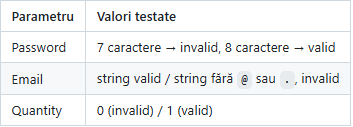 Parametru Valori testate
Password 7 caractere → invalid, 8 caractere → valid
Email string valid / string fără @ sau . , invalid
Quantity 0 (invalid) / 1 (valid)